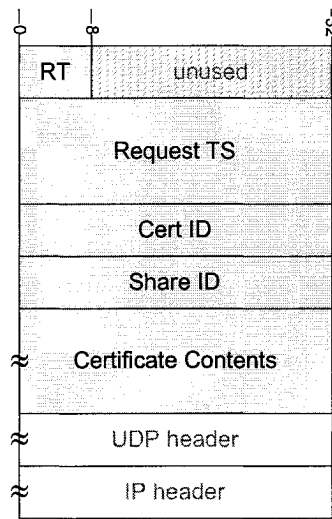 0 8
RT unused
Request TS
Cert ID
Share ID
≈ Certificate Contents
≈ UDP header
≈ IP header